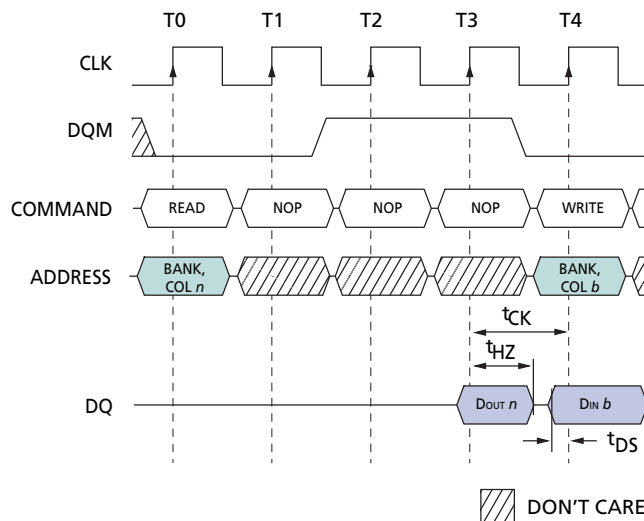 T0 T1 T2 T3 T4
CLK
DQM
COMMAND READ NOP NOP NOP WRITE
ADDRESS BANK, COL n BANK, COL b
tCK
tHZ
DQ DOUT n DIN b
tDS
DON'T CARE